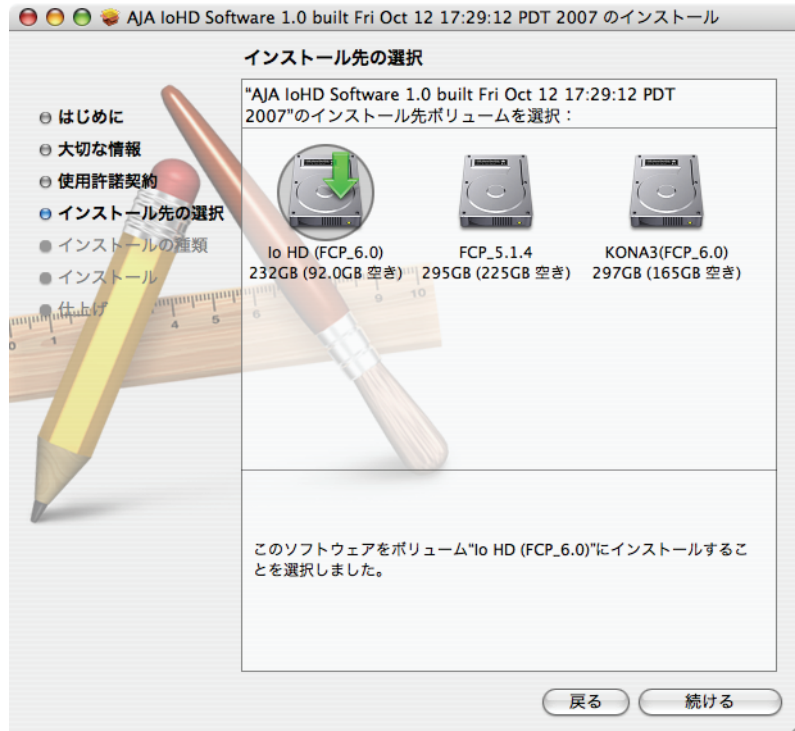 AJA IoHD Software 1.0 built Fri Oct 12 17:29:12 PDT 2007 のインストール
インストール先の選択
はじめに
大切な情報
使用許諾契約
インストール先の選択
インストールの種類
インストール
仕上げ
"AJA IoHD Software 1.0 built Fri Oct 12 17:29:12 PDT
2007"のインストール先ボリュームを選択：
Io HD (FCP_6.0)
232GB (92.0GB 空き)
FCP_5.1.4
295GB (225GB 空き)
KONA3(FCP_6.0)
297GB (165GB 空き)
0 1 4 5 6 9 10
このソフトウェアをボリューム“Io HD (FCP_6.0)”にインストールするこ
とを選択しました。
戻る
続ける